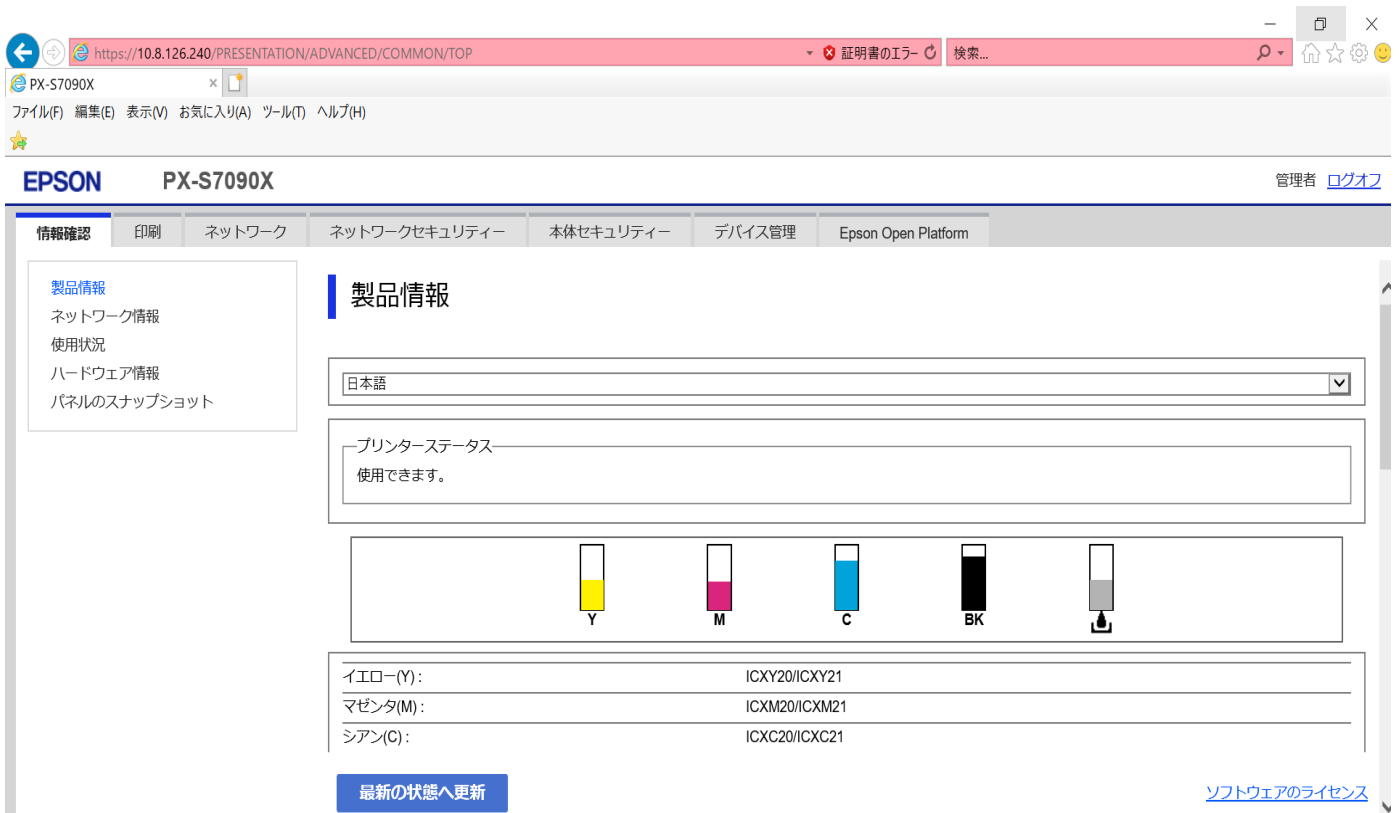 https://10.8.126.240/PRESENTATION/ADVANCED/COMMON/TOP 証明書のエラー 検索...
PX-S7090X
ファイル(F) 編集(E) 表示(V) お気に入り(A) ツール(T) ヘルプ(H)
EPSON PX-S7090X 管理者 ログオフ
情報確認 印刷 ネットワーク ネットワークセキュリティー 本体セキュリティー デバイス管理 Epson Open Platform
製品情報
ネットワーク情報
使用状況
ハードウェア情報
パネルのスナップショット
製品情報
日本語
プリンターステータス
使用できます。
Y M C BK
イエロー(Y) : ICXY20/ICXY21
マゼンタ(M) : ICXM20/ICXM21
シアン(C) : ICXC20/ICXC21
最新の状態へ更新 ソフトウェアのライセンス